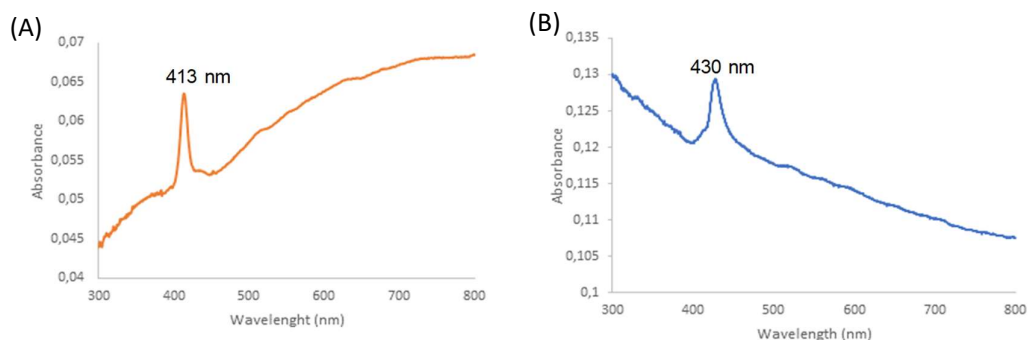 (A)
0,07
0,065
0,06
0,055
0,05
0,045
0,04
Absorbance
413 nm
300 400 500 600 700 800
Wavelenght (nm)
(B)
0,135
0,13
0,125
0,12
0,115
0,11
0,105
0,1
Absorbance
430 nm
300 400 500 600 700 800
Wavelength (nm)